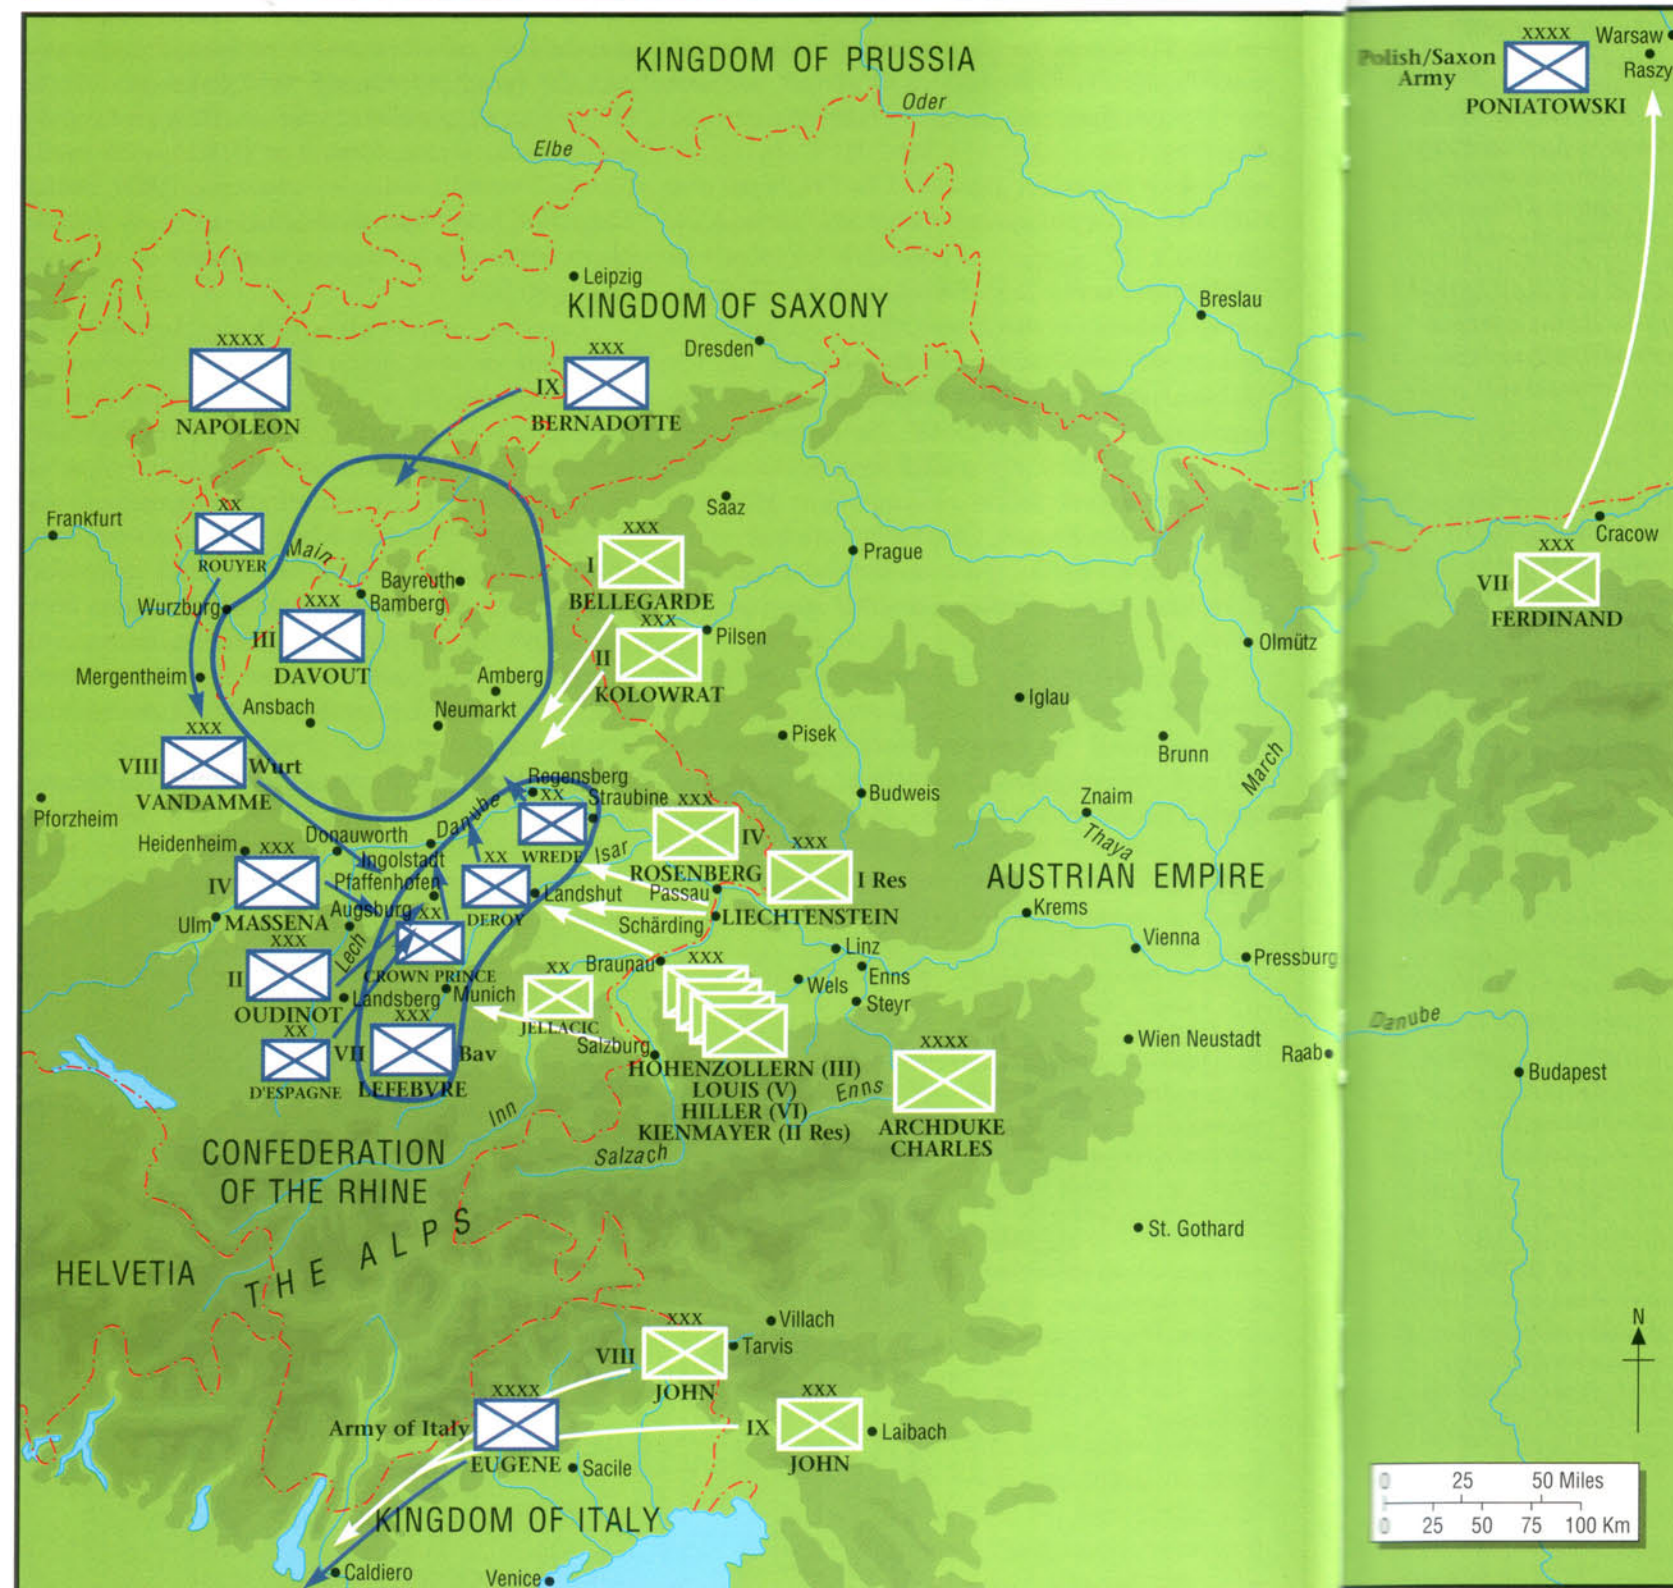 KINGDOM OF PRUSSIA
Oder
Elbe
XXXX
Polish/Saxon
Army
PONIATOWSKI
Warsaw
Raszy
Leipzig
KINGDOM OF SAXONY
Dresden
Breslau
XXXX
NAPOLEON
XXX
IX
BERNADOTTE
Saaz
Frankfurt
XX
ROUYER
Main
Bayreuth
Bamberg
Wurzburg
XXX
III
DAVOUT
Mergentheim
Ansbach
Amberg
Neumarkt
XXX
I
BELLEGARDE
XXX
II
KOLOWRAT
Prague
Pilsen
Pisek
Iglau
Olmütz
Brunn
March
Cracow
XXX
VII
FERDINAND
XXX
VIII
Wurt
VANDAMME
Pforzheim
Regensberg
XX
Straubine
WREDE
Danube
Heidenheim
Donauworth
Ingolstadt
Pfaffenhofen
Augsburg
XXX
IV
MASSENA
Ulm
Lech
XX
DEROY
Landshut
Isar
XXX
IV
ROSENBERG
XXX
I Res
LIECHTENSTEIN
Passau
Schärding
Braunau
Budweis
Znaim
Thaya
AUSTRIAN EMPIRE
Krems
Vienna
Pressburg
Linz
Enns
Wels
Steyr
XX
CROWN PRINCE
XXX
II
OUDINOT
Landsberg
Munich
XX
D'ESPAGNE
XXX
VII
Bav
LEFEBVRE
XX
JELLACIC
Salzburg
XXX
HOHENZOLLERN (III)
LOUIS (V)
HILLER (VI)
KIENMAYER (II Res)
Enns
XXXX
ARCHDUKE
CHARLES
Wien Neustadt
Raab
Danube
Budapest
Inn
Salzach
CONFEDERATION
OF THE RHINE
THE ALPS
HELVETIA
St. Gothard
XXX
VIII
JOHN
Villach
Tarvis
XXXX
Army of Italy
EUGENE
Sacile
XXX
IX
JOHN
Laibach
KINGDOM OF ITALY
Caldiero
Venice
N
0 25 50 Miles
0 25 50 75 100 Km